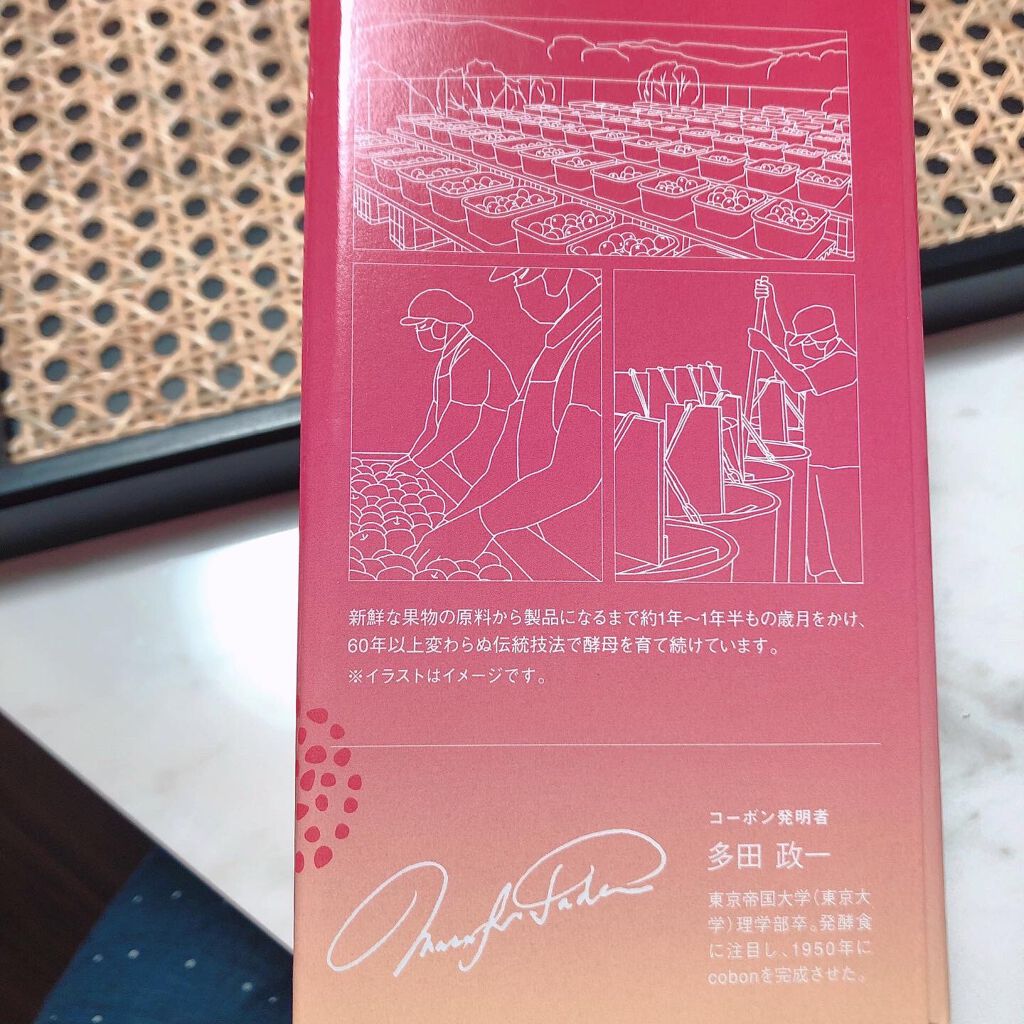 新鮮な果物の原料から製品になるまで約1年〜1年半もの歳月をかけ、
60年以上変わらぬ伝統技法で酵母を育て続けています。
※イラストはイメージです。
コーボン発明者
多田 政一
東京帝国大学（東京大
学）理学部卒。発酵食
に注目し、1950年に
cobonを完成させた。